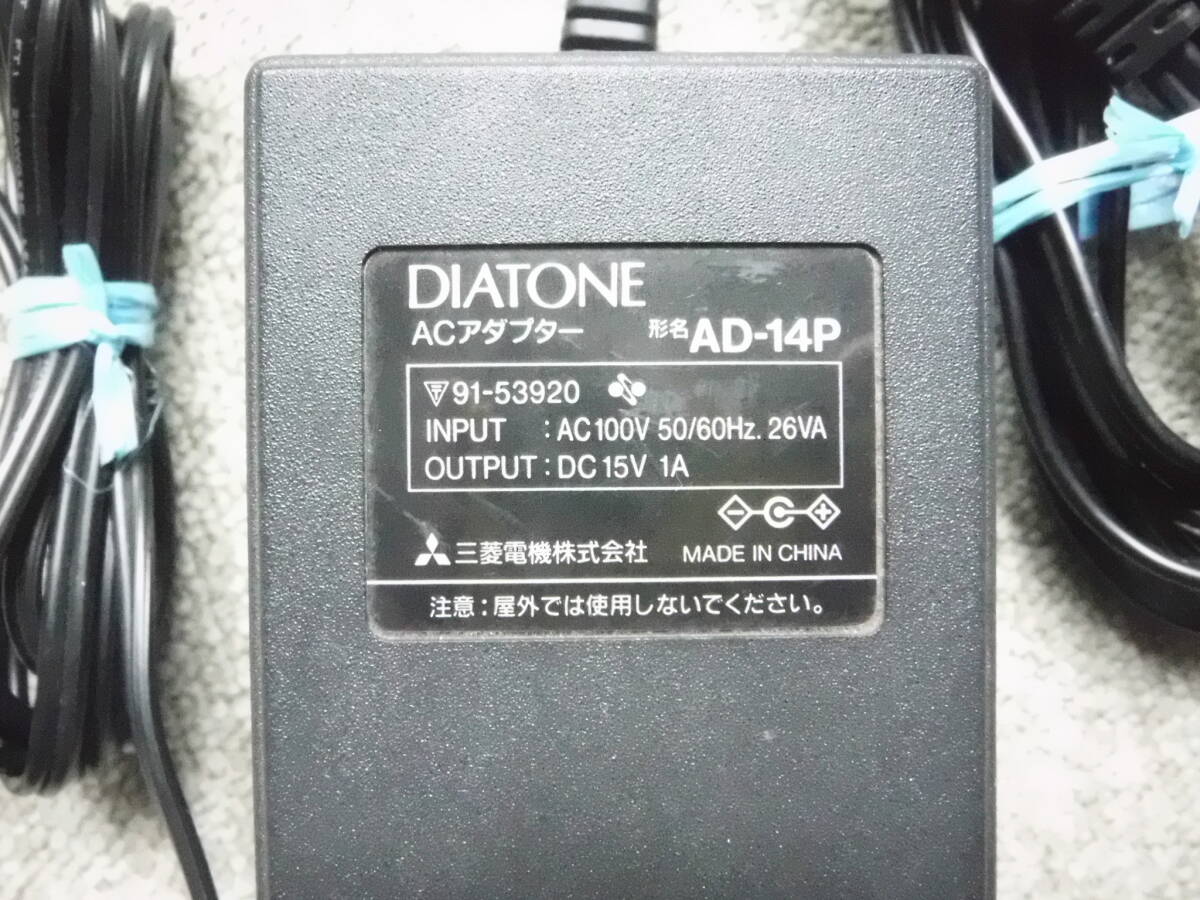 DIATONE
ACアダプター 形名 AD-14P
91-53920
INPUT : AC100V 50/60Hz. 26VA
OUTPUT : DC15V 1A
三菱電機株式会社 MADE IN CHINA
注意：屋外では使用しないでください。